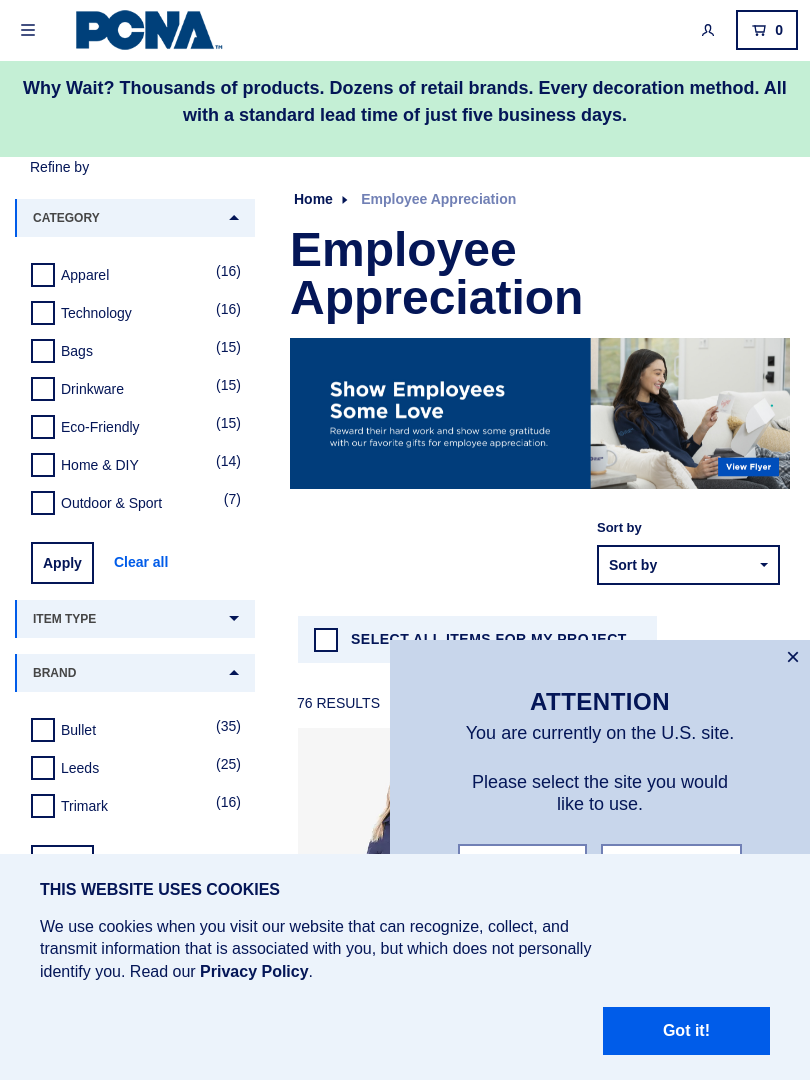 PCNA™
0
Why Wait? Thousands of products. Dozens of retail brands. Every decoration method. All
with a standard lead time of just five business days.
Refine by
CATEGORY
Apparel (16)
Technology (16)
Bags (15)
Drinkware (15)
Eco-Friendly (15)
Home & DIY (14)
Outdoor & Sport (7)
Apply Clear all
ITEM TYPE
BRAND
Bullet (35)
Leeds (25)
Trimark (16)
Home Employee Appreciation
Employee
Appreciation
Show Employees
Some Love
Reward their hard work and show some gratitude
with our favorite gifts for employee appreciation.
View Flyer
Sort by
Sort by
SELECT ALL ITEMS FOR MY PROJECT
76 RESULTS
×
ATTENTION
You are currently on the U.S. site.
Please select the site you would
like to use.
THIS WEBSITE USES COOKIES
We use cookies when you visit our website that can recognize, collect, and
transmit information that is associated with you, but which does not personally
identify you. Read our Privacy Policy.
Got it!